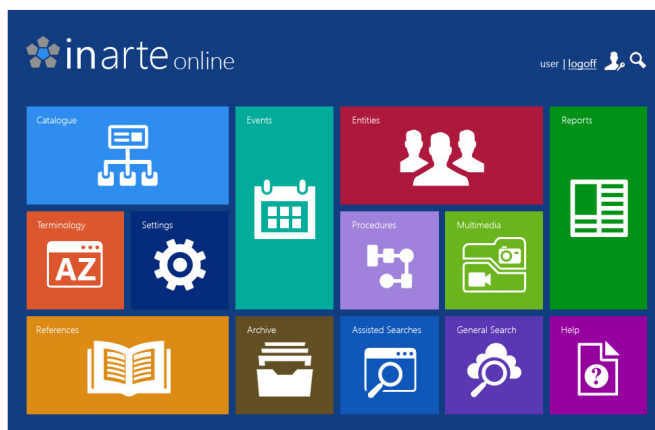 inarte online
user | logoff
Catalogue
Events
Entities
Reports
Terminology
Settings
Procedures
Multimedia
AZ
References
Archive
Assisted Searches
General Search
Help
?